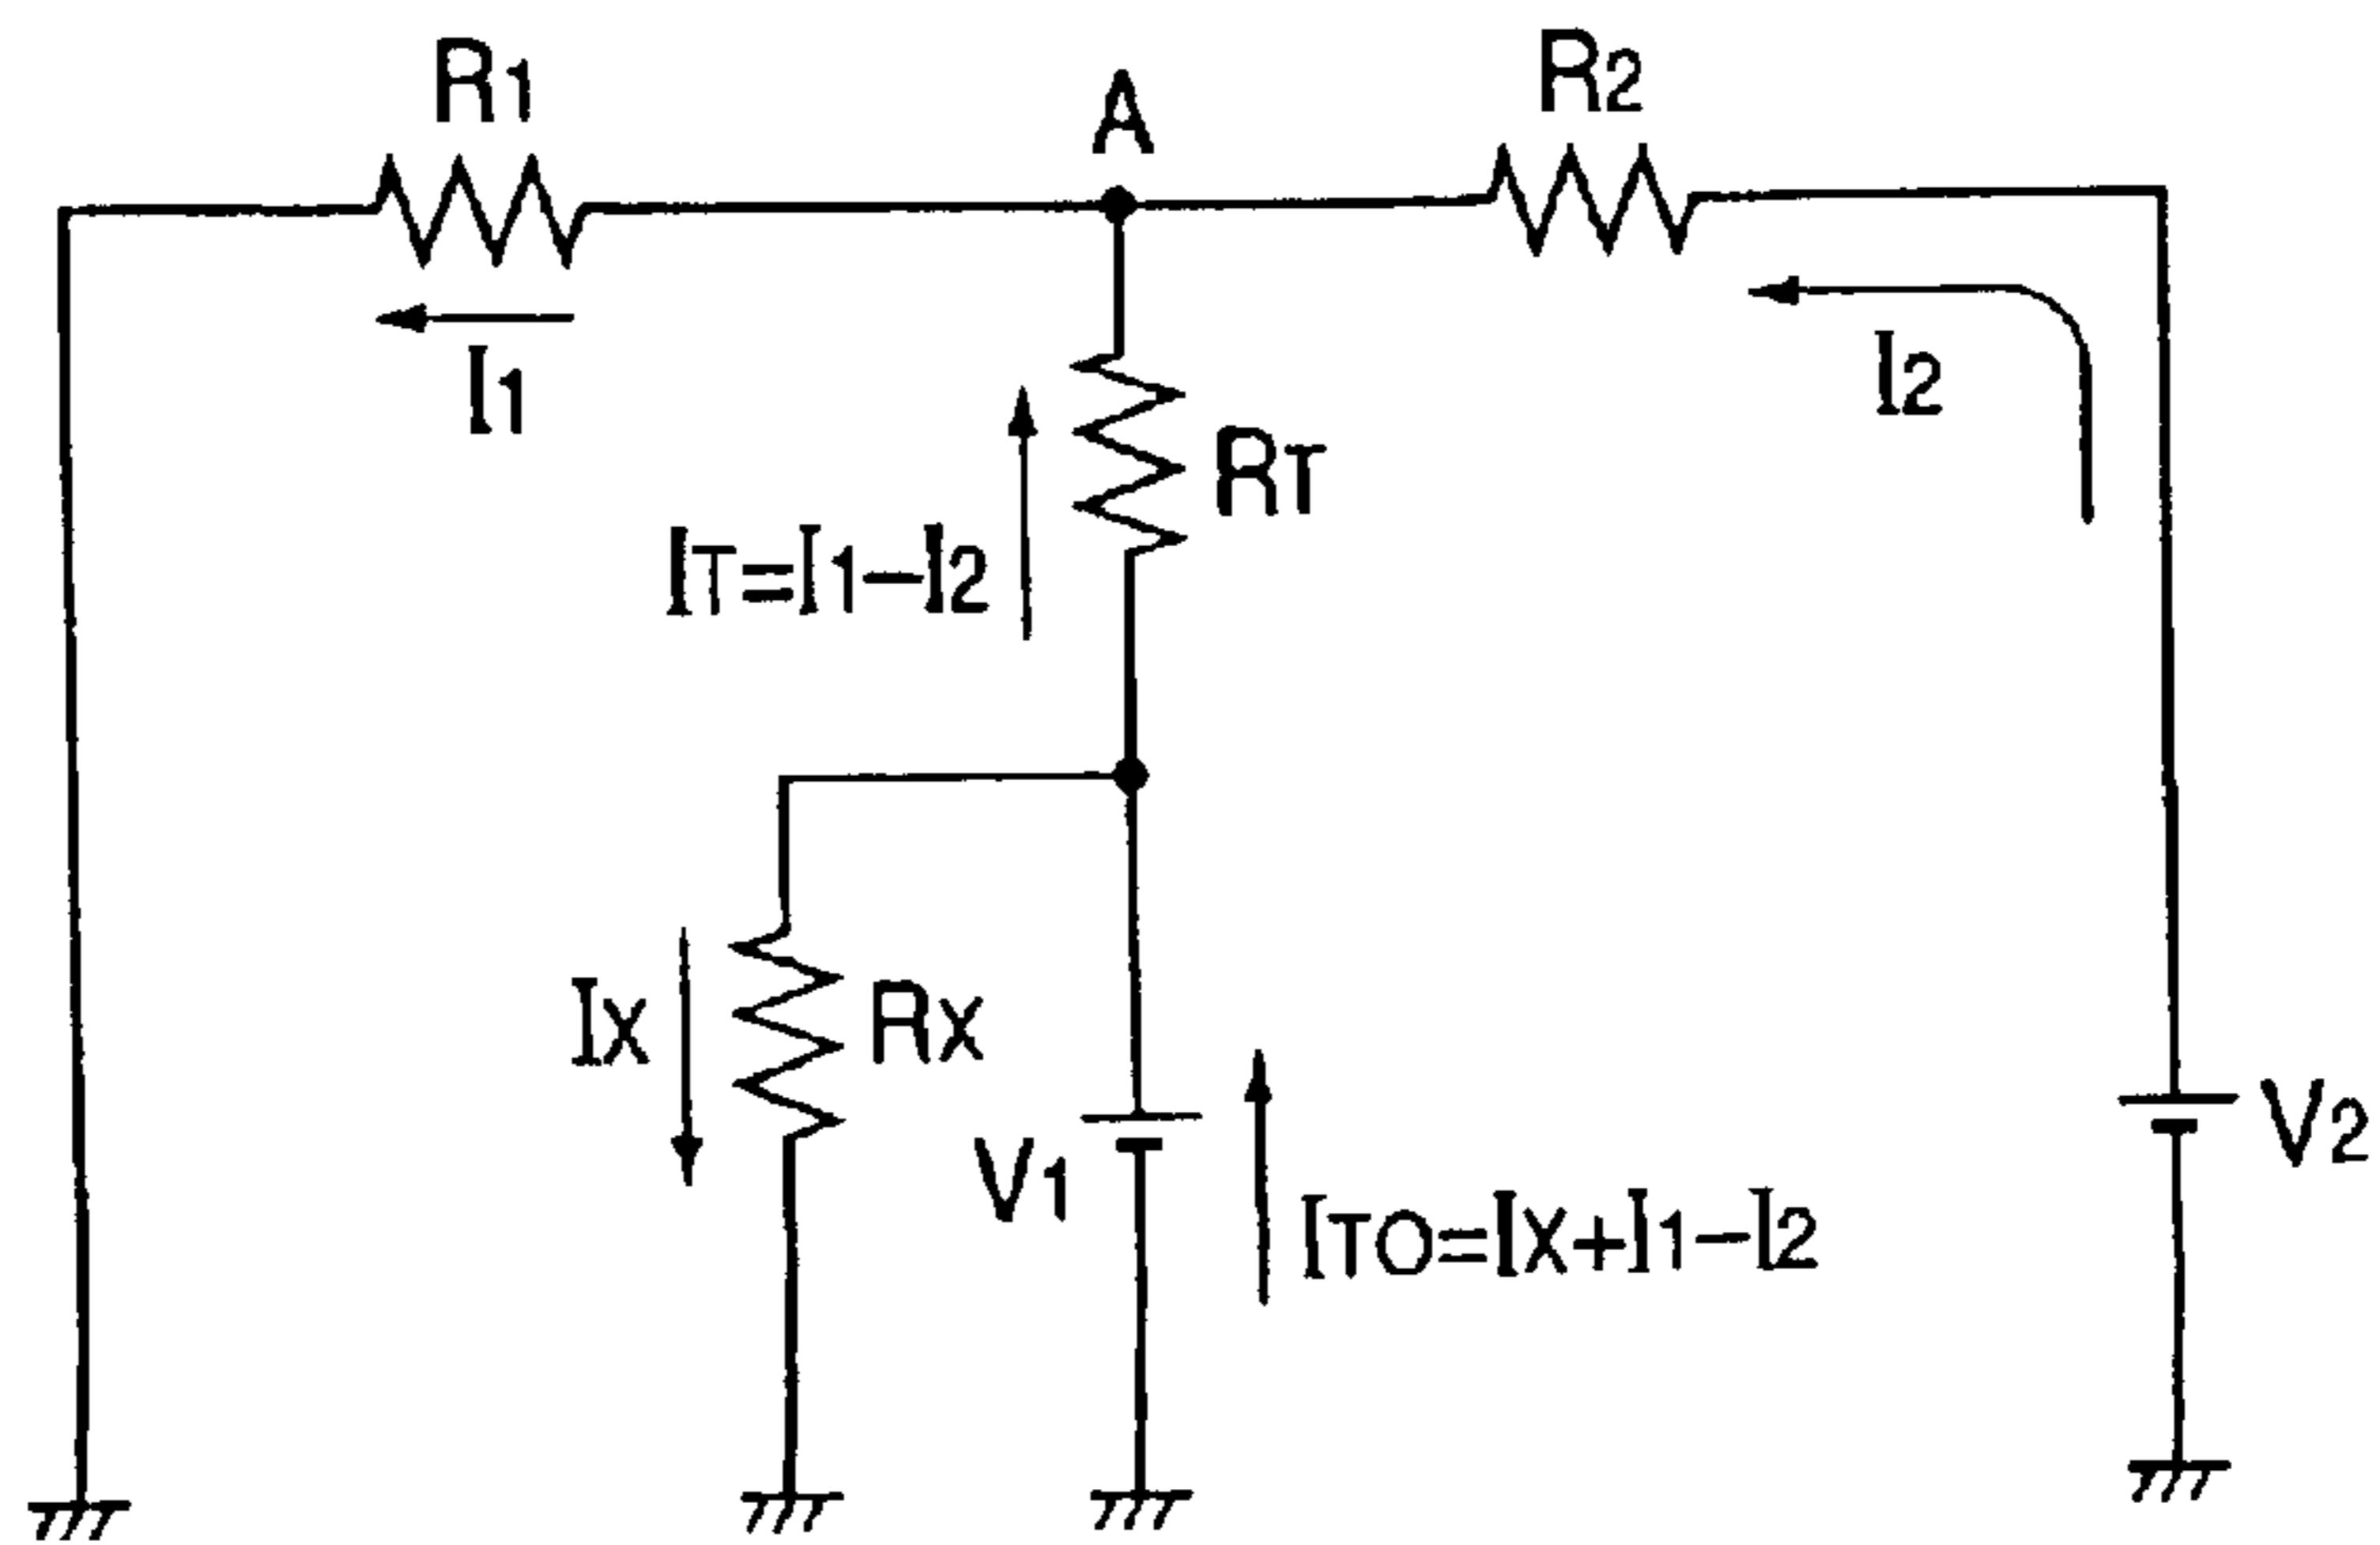 R1
A
R2
I1
I2
RT
IT=I1-I2
Ix
Rx
V1
V2
ITO=Ix+I1-I2